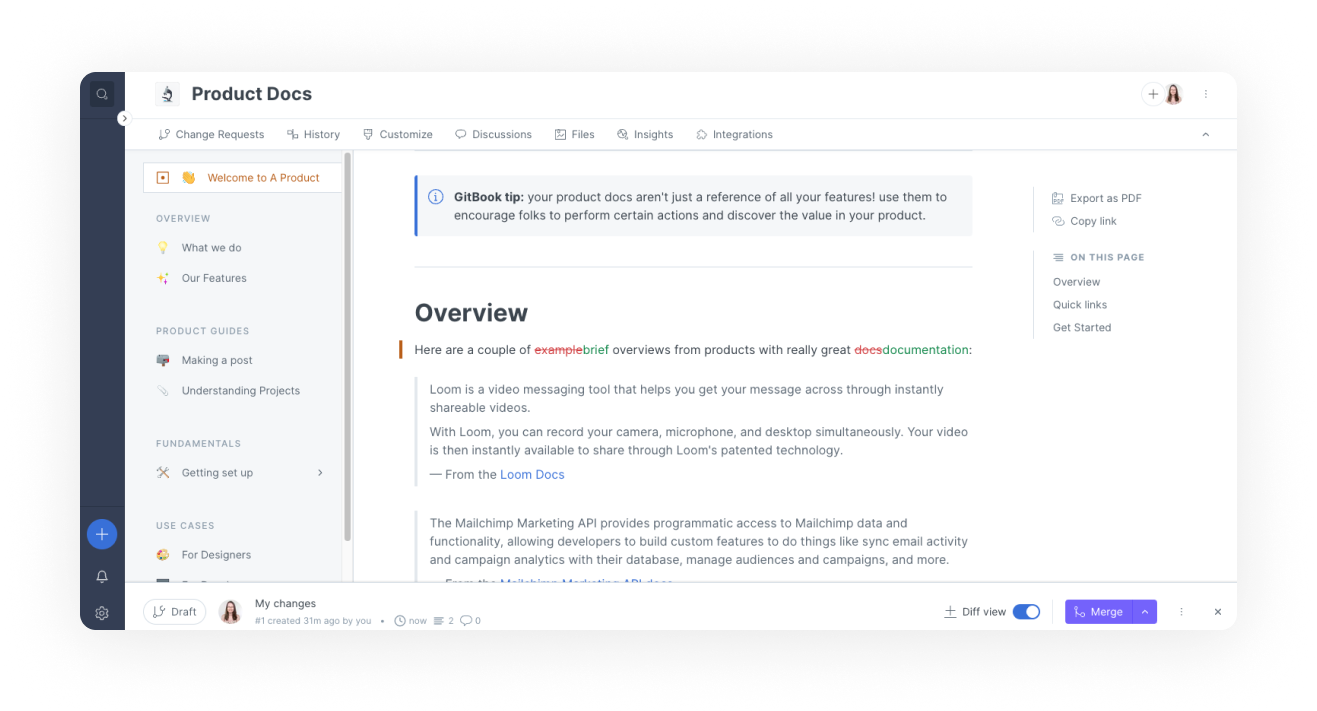 Product Docs
Change Requests
History
Customize
Discussions
Files
Insights
Integrations
Welcome to A Product
OVERVIEW
What we do
Our Features
PRODUCT GUIDES
Making a post
Understanding Projects
FUNDAMENTALS
Getting set up
USE CASES
For Designers
GitBook tip: your product docs aren't just a reference of all your features! use them to
encourage folks to perform certain actions and discover the value in your product.
Overview
Here are a couple of examplebrief overviews from products with really great docsdocumentation:
Loom is a video messaging tool that helps you get your message across through instantly
shareable videos.
With Loom, you can record your camera, microphone, and desktop simultaneously. Your video
is then instantly available to share through Loom's patented technology.
— From the Loom Docs
The Mailchimp Marketing API provides programmatic access to Mailchimp data and
functionality, allowing developers to build custom features to do things like sync email activity
and campaign analytics with their database, manage audiences and campaigns, and more.
— From the Mailchimp Marketing API docs
Export as PDF
Copy link
ON THIS PAGE
Overview
Quick links
Get Started
Draft
My changes
#1 created 31m ago by you • now 2 0
Diff view
Merge